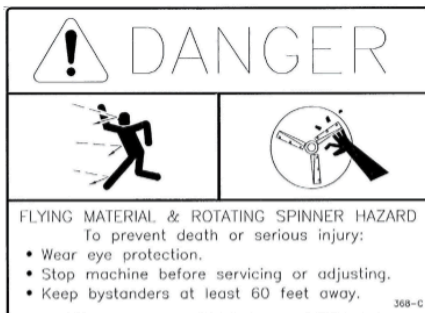 DANGER
FLYING MATERIAL & ROTATING SPINNER HAZARD
To prevent death or serious injury:
• Wear eye protection.
• Stop machine before servicing or adjusting.
• Keep bystanders at least 60 feet away.
368-C